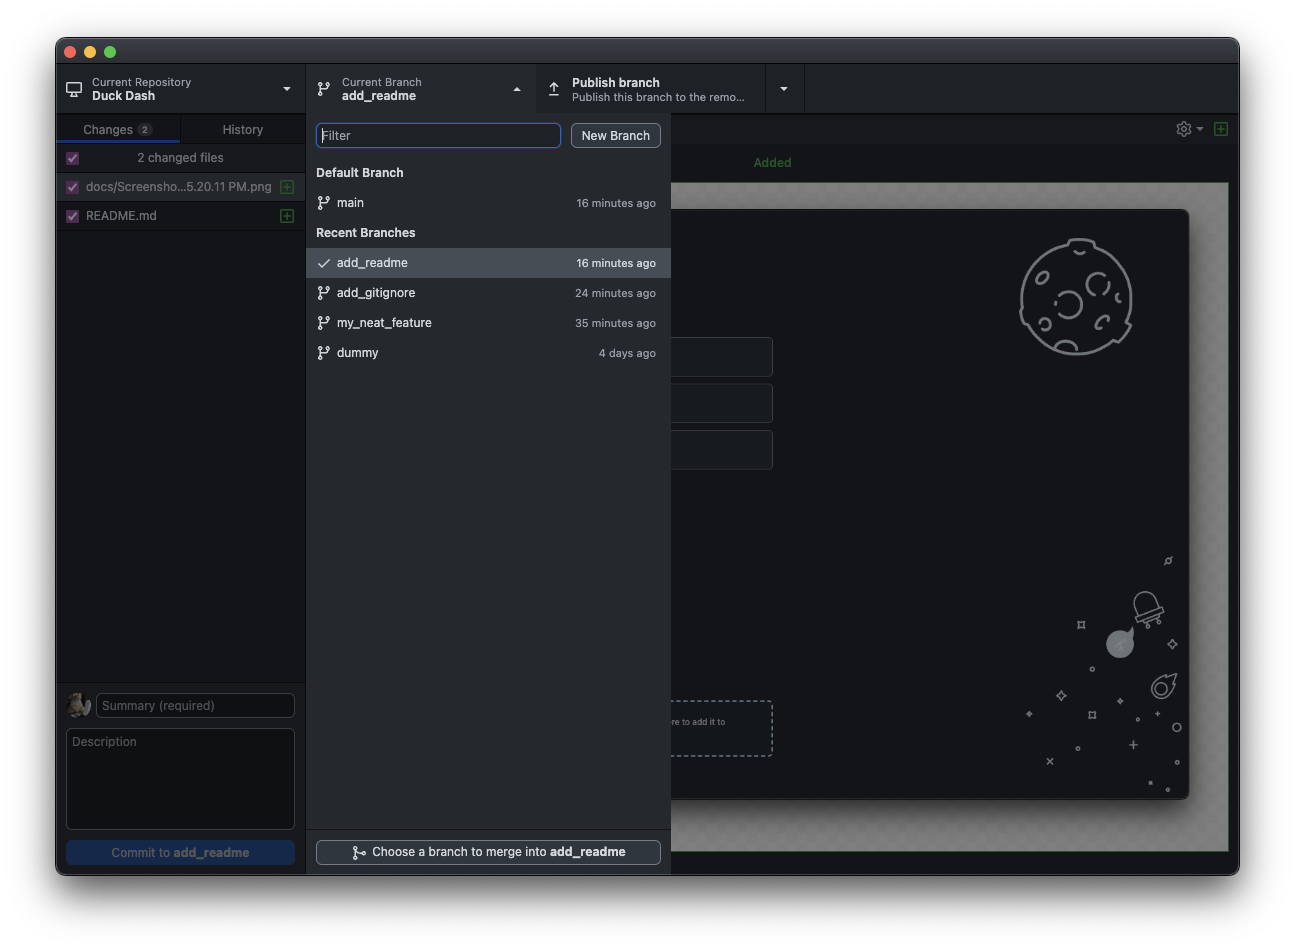 Current Repository
Duck Dash
Current Branch
add_readme
Publish branch
Publish this branch to the remo...
Changes 2
History
2 changed files
docs/Screensho...5.20.11 PM.png
README.md
Summary (required)
Description
Commit to add_readme
Filter
New Branch
Default Branch
main 16 minutes ago
Recent Branches
add_readme 16 minutes ago
add_gitignore 24 minutes ago
my_neat_feature 35 minutes ago
dummy 4 days ago
Choose a branch to merge into add_readme
Added
re to add it to